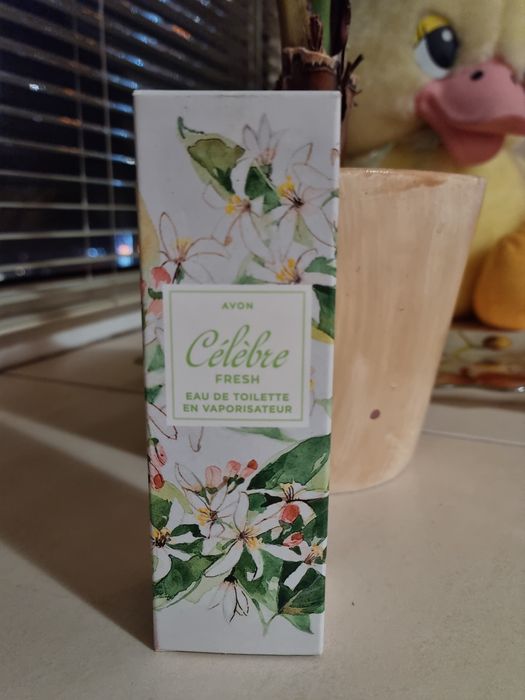 AVON
Célèbre
FRESH
EAU DE TOILETTE
EN VAPORISATEUR